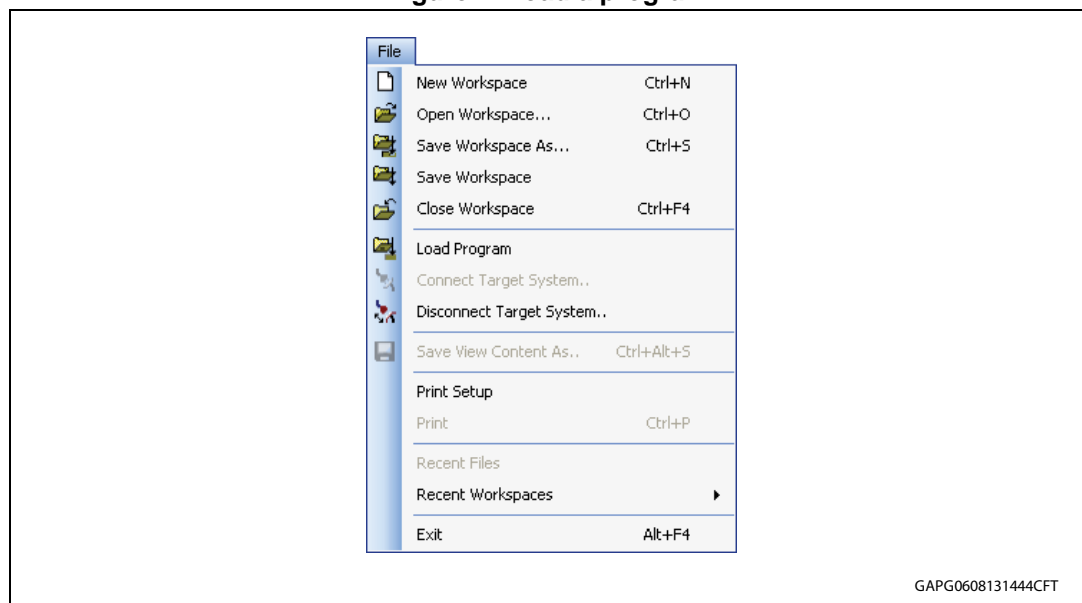 File
New Workspace Ctrl+N
Open Workspace... Ctrl+O
Save Workspace As... Ctrl+S
Save Workspace
Close Workspace Ctrl+F4
Load Program
Connect Target System..
Disconnect Target System..
Save View Content As.. Ctrl+Alt+S
Print Setup
Print Ctrl+P
Recent Files
Recent Workspaces
Exit Alt+F4
GAPG0608131444CFT